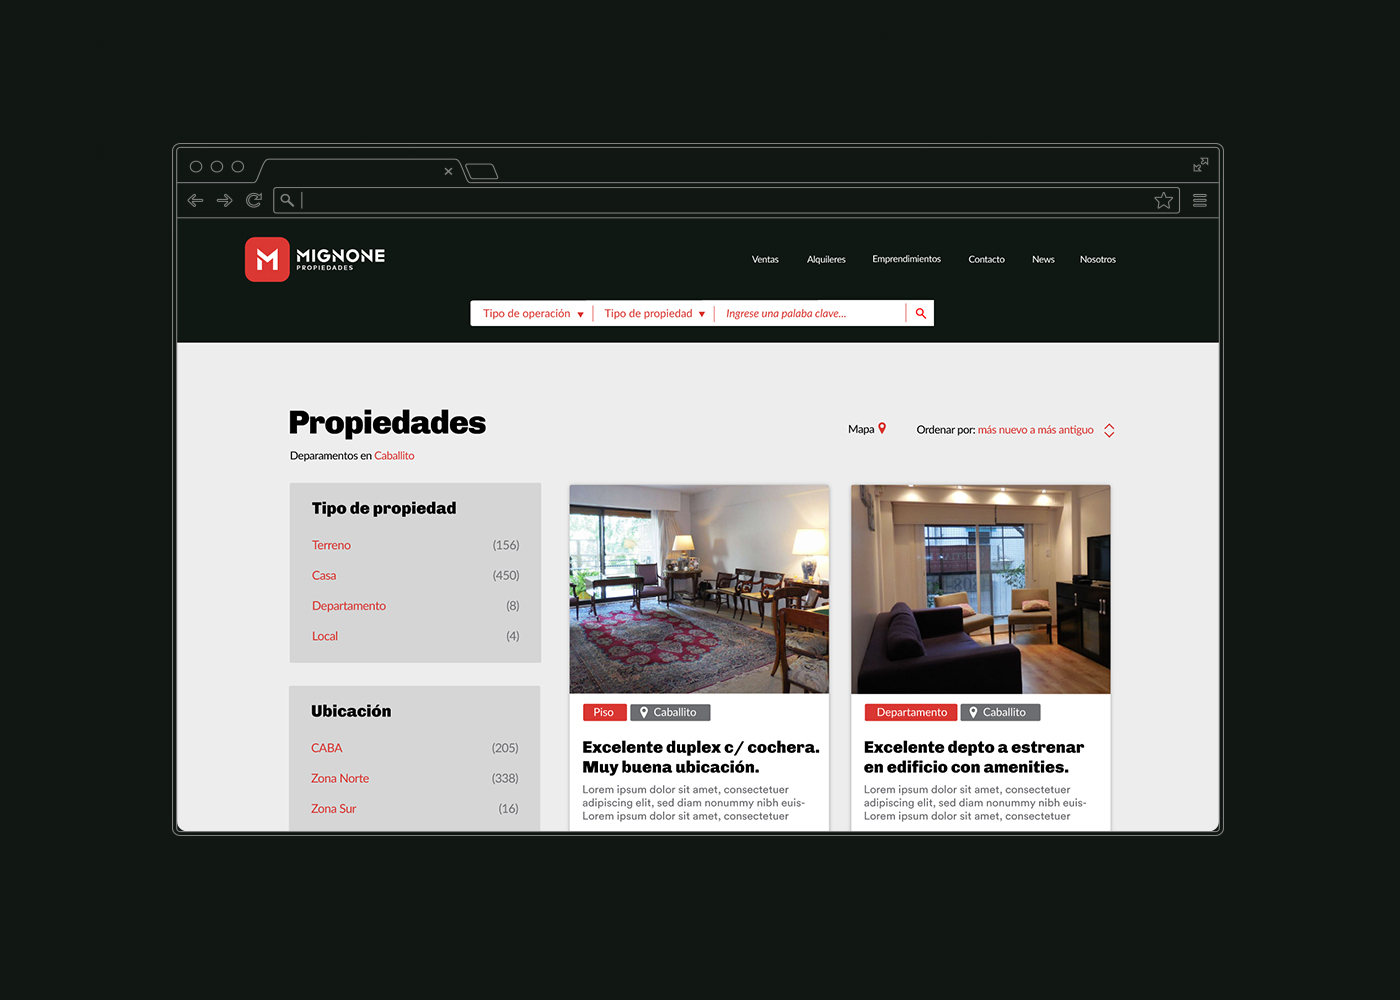 MIGNONE
PROPIEDADES
Ventas
Alquileres
Emprendimientos
Contacto
News
Nosotros
Tipo de operación
Tipo de propiedad
Ingrese una palaba clave...
Propiedades
Deparamentos en Caballito
Mapa
Ordenar por: más nuevo a más antiguo
Tipo de propiedad
Terreno (156)
Casa (450)
Departamento (8)
Local (4)
Ubicación
CABA (205)
Zona Norte (338)
Zona Sur (16)
Piso
Caballito
Excelente duplex c/ cochera.
Muy buena ubicación.
Lorem ipsum dolor sit amet, consectetuer
adipiscing elit, sed diam nonummy nibh euis-
Lorem ipsum dolor sit amet, consectetuer
Departamento
Caballito
Excelente depto a estrenar
en edificio con amenities.
Lorem ipsum dolor sit amet, consectetuer
adipiscing elit, sed diam nonummy nibh euis-
Lorem ipsum dolor sit amet, consectetuer